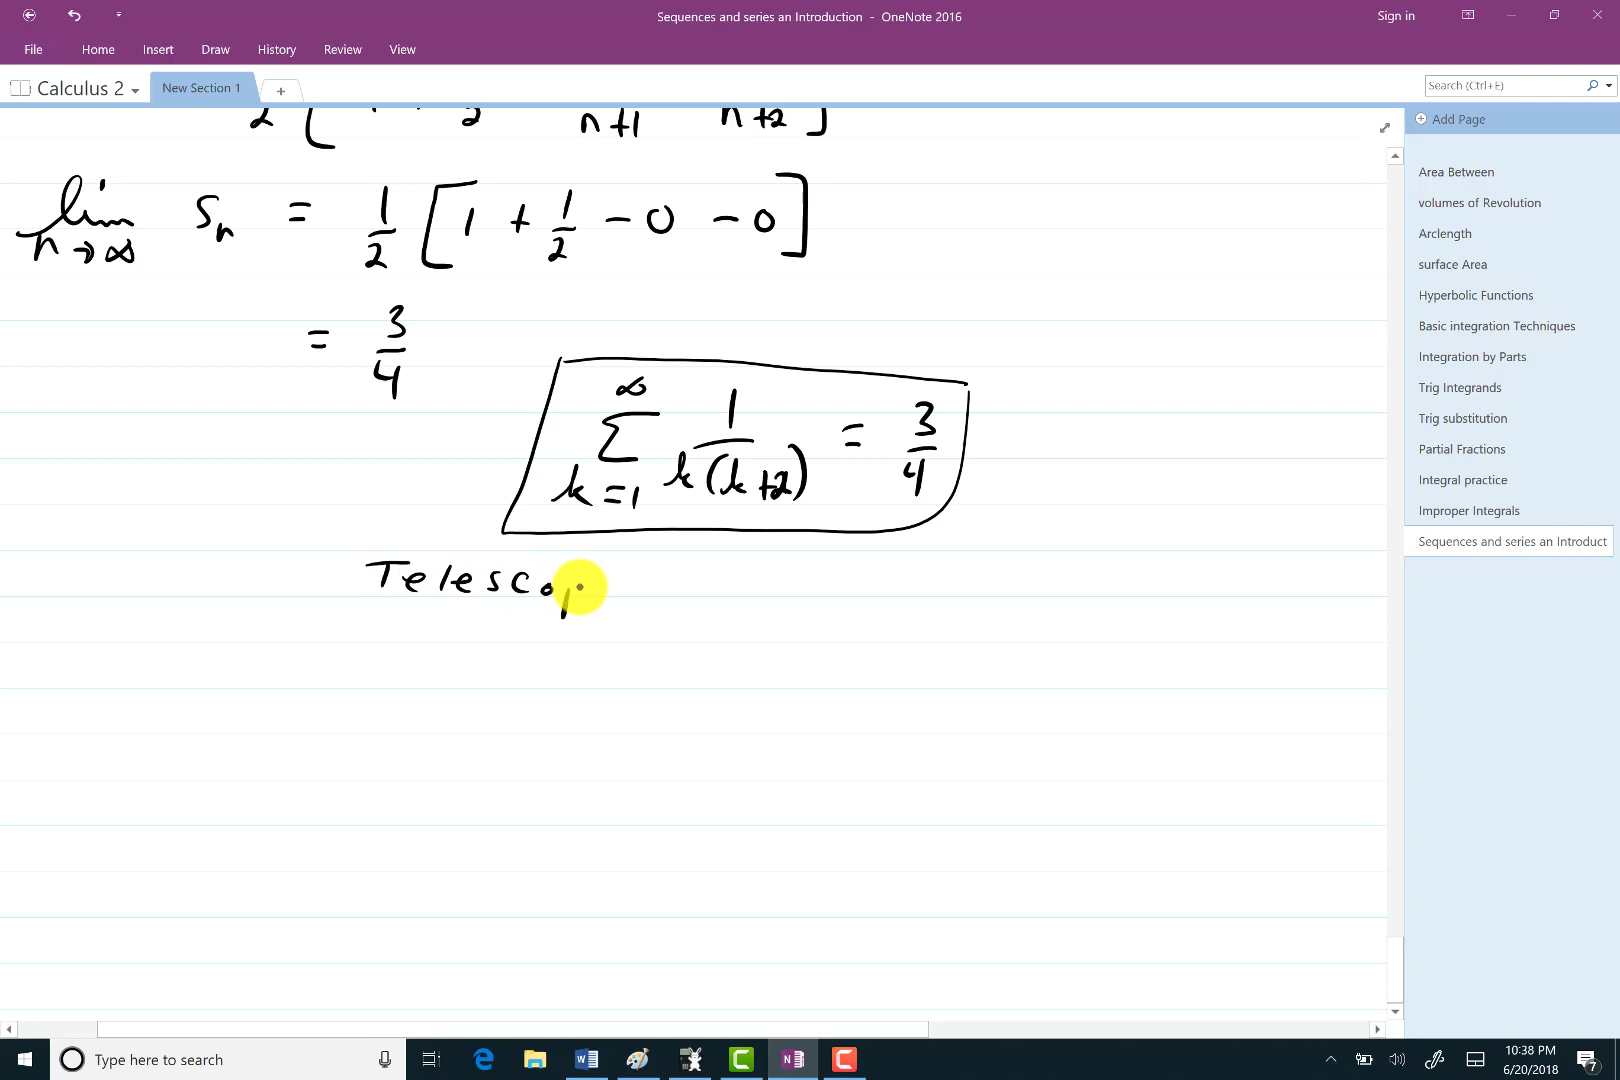 Sequences and series an Introduction - OneNote 2016
Sign in
File Home Insert Draw History Review View
Calculus 2
New Section 1
Search (Ctrl+E)
Add Page
Area Between
volumes of Revolution
Arclength
surface Area
Hyperbolic Functions
Basic integration Techniques
Integration by Parts
Trig Integrands
Trig substitution
Partial Fractions
Integral practice
Improper Integrals
Sequences and series an Introduct
2 [ 2 n+1 n+2 ]
lim n→∞ Sn = 1/2 [ 1 + 1/2 - 0 - 0 ]
= 3/4
∞ ∑ k=1 1/k(k+2) = 3/4
Telescop
Type here to search
10:38 PM
6/20/2018
7